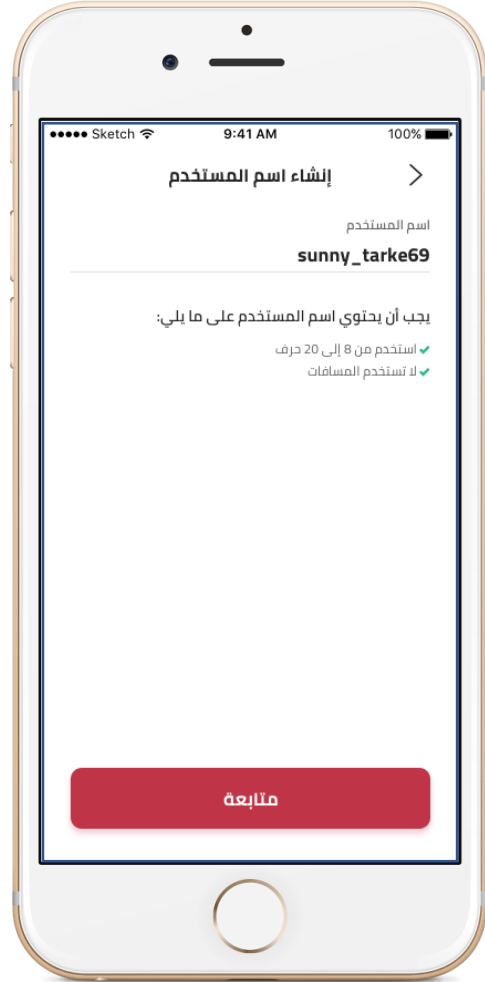 Sketch 9:41 AM 100%
إنشاء اسم المستخدم
اسم المستخدم
sunny_tarke69
يجب أن يحتوي اسم المستخدم على ما يلي:
استخدم من 8 إلى 20 حرف
لا تستخدم المسافات
متابعة